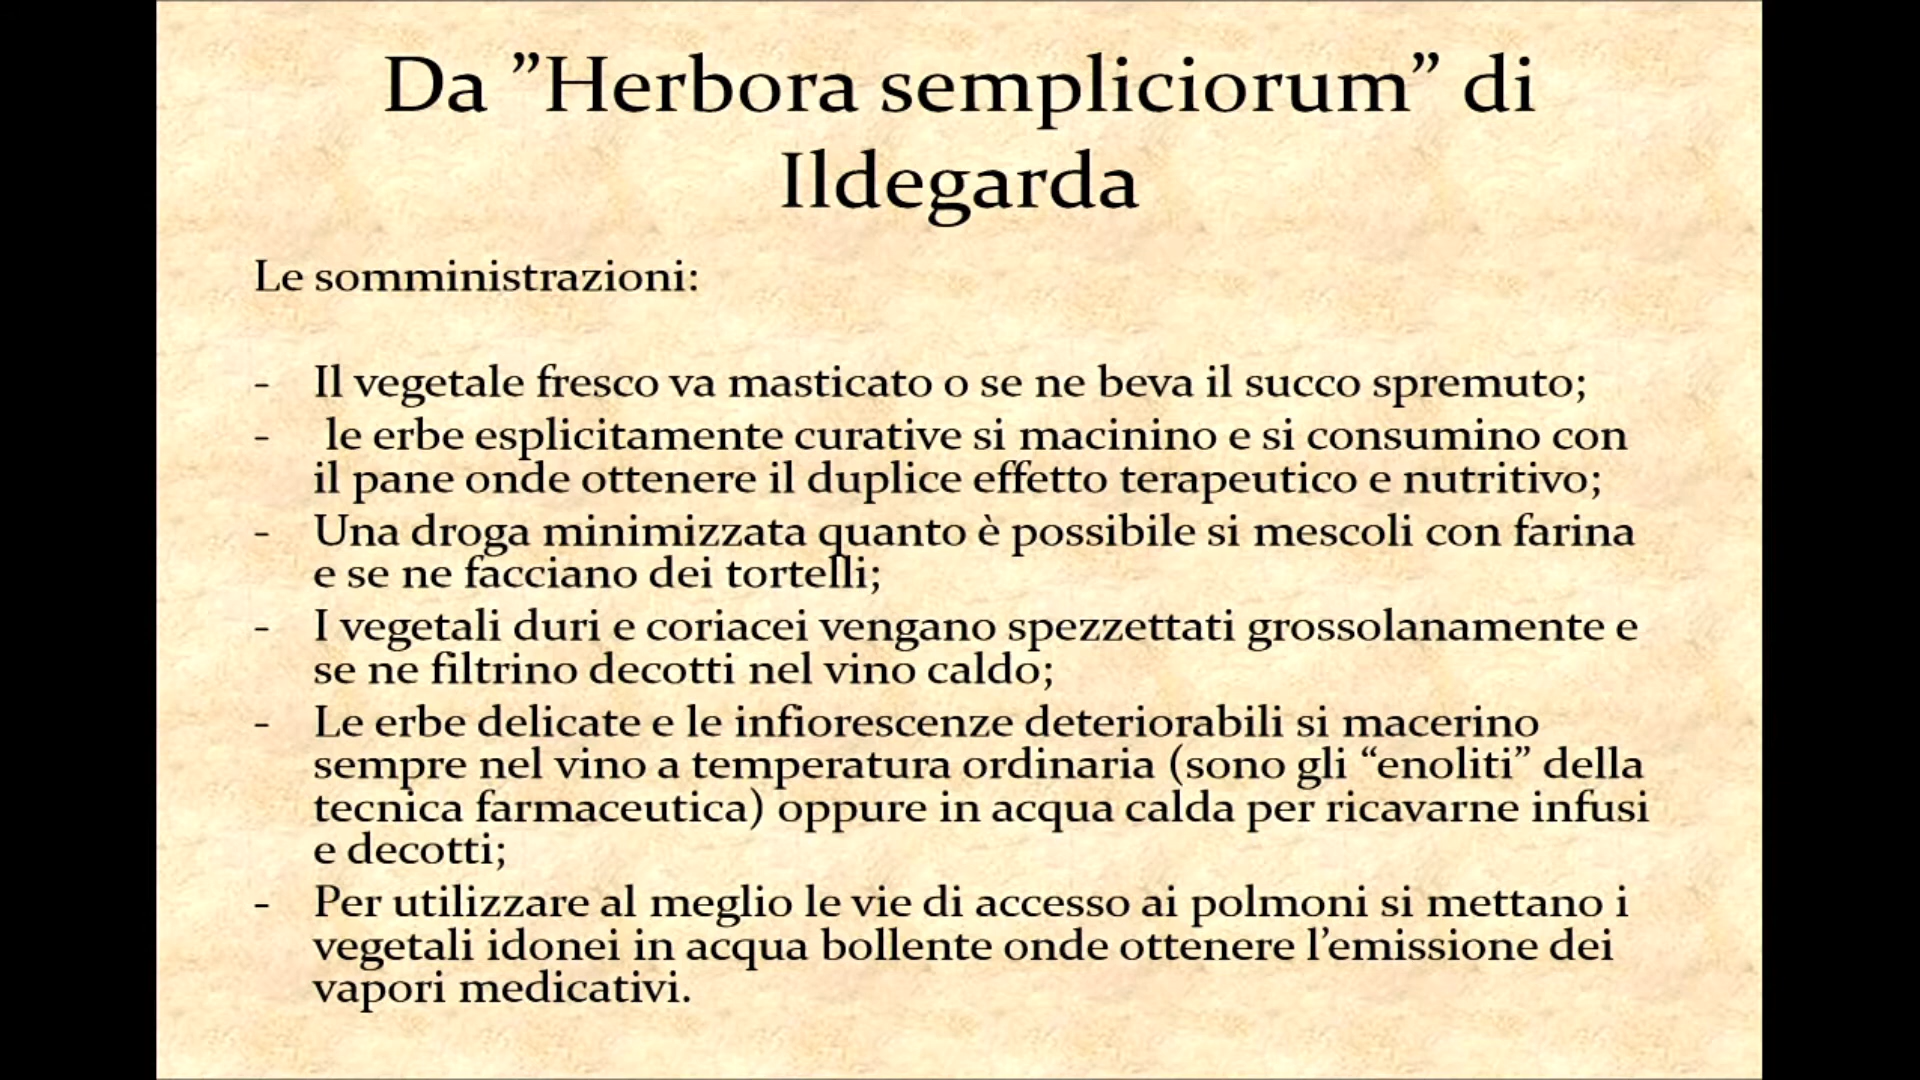 Da ”Herbora sempliciorum” di
Ildegarda
Le somministrazioni:
- Il vegetale fresco va masticato o se ne beva il succo spremuto;
- le erbe esplicitamente curative si macinino e si consumino con
il pane onde ottenere il duplice effetto terapeutico e nutritivo;
- Una droga minimizzata quanto è possibile si mescoli con farina
e se ne facciano dei tortelli;
- I vegetali duri e coriacei vengano spezzettati grossolanamente e
se ne filtrino decotti nel vino caldo;
- Le erbe delicate e le infiorescenze deteriorabili si macerino
sempre nel vino a temperatura ordinaria (sono gli “enoliti” della
tecnica farmaceutica) oppure in acqua calda per ricavarne infusi
e decotti;
- Per utilizzare al meglio le vie di accesso ai polmoni si mettano i
vegetali idonei in acqua bollente onde ottenere l’emissione dei
vapori medicativi.